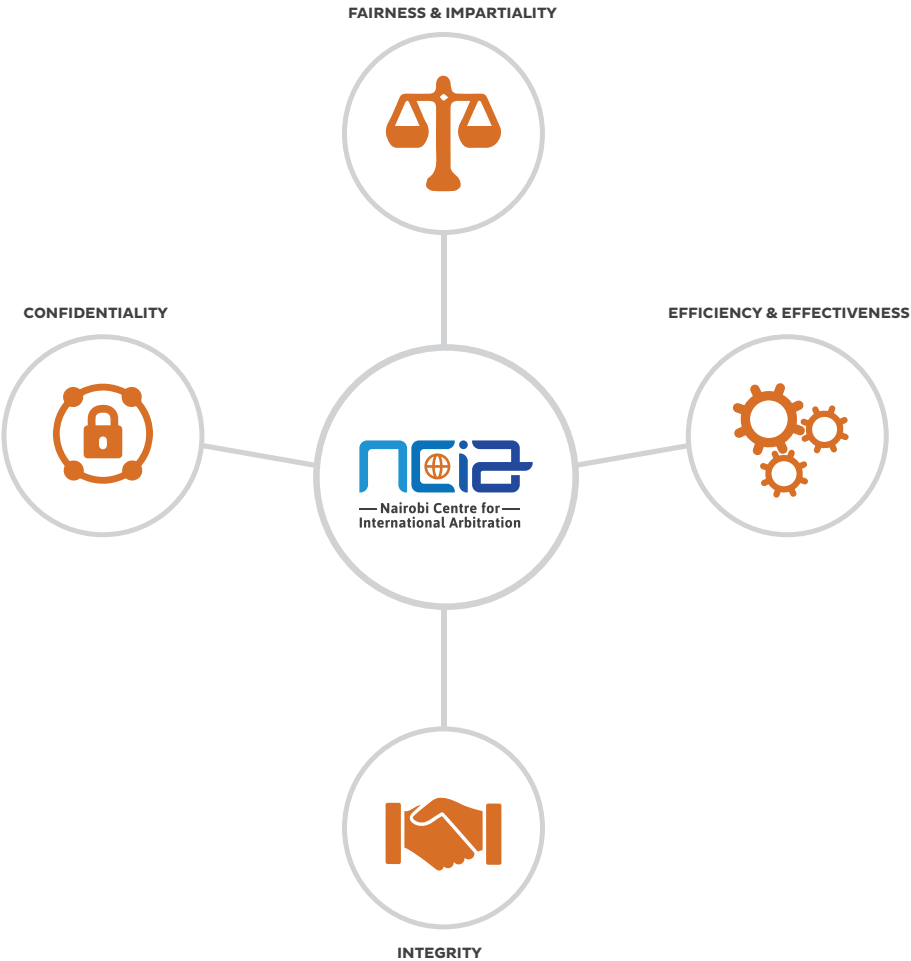 FAIRNESS & IMPARTIALITY
CONFIDENTIALITY
EFFICIENCY & EFFECTIVENESS
ncia
Nairobi Centre for
International Arbitration
INTEGRITY